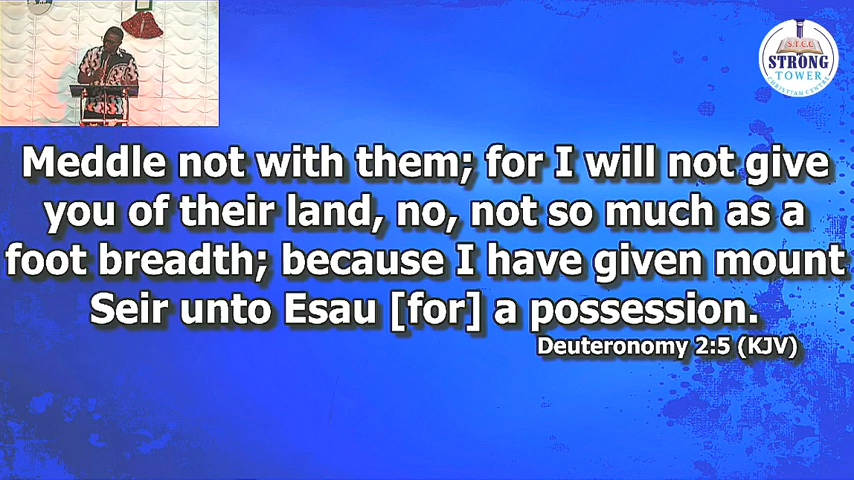 S.T.C.C
STRONG
TOWER
CHRISTIAN CENTRE
Meddle not with them; for I will not give
you of their land, no, not so much as a
foot breadth; because I have given mount
Seir unto Esau [for] a possession.
Deuteronomy 2:5 (KJV)